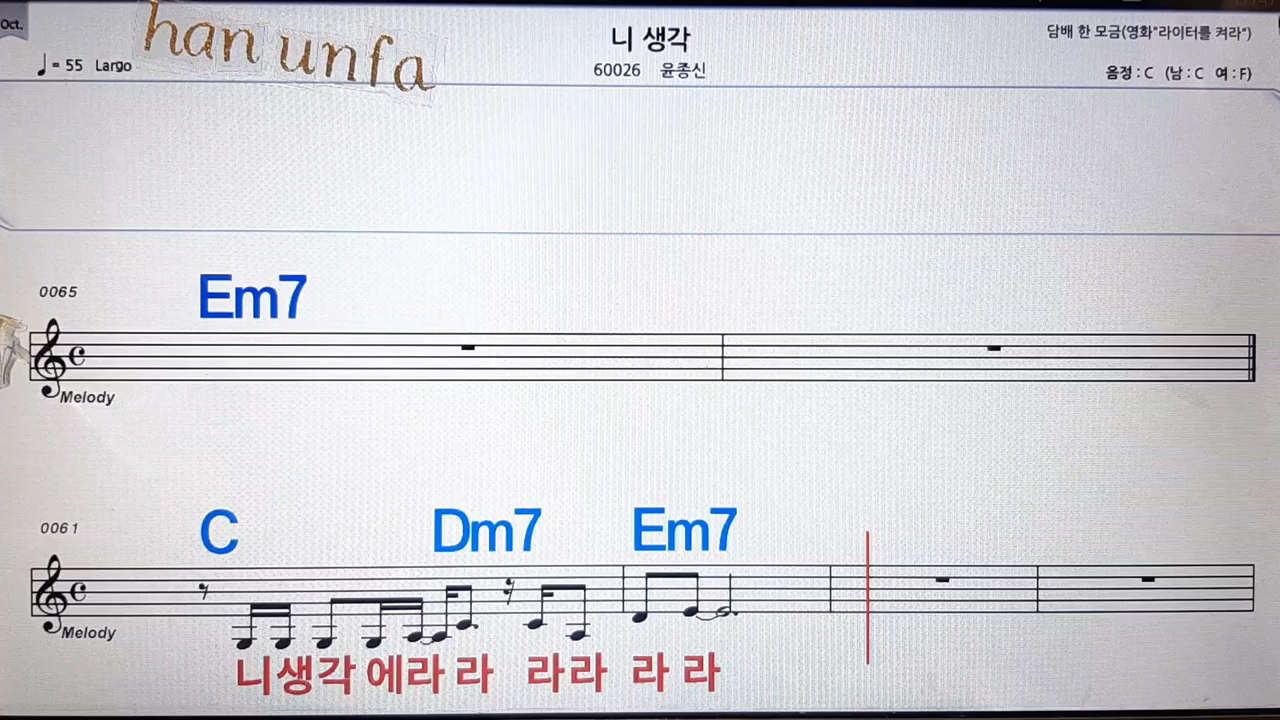 Oct.
han unfa
니 생각
담배 한 모금(영화"라이터를 켜라")
♩= 55 Largo
60026 윤종신
음정 : C (남 : C 여 : F)
0065
Em7
Melody
0061
C Dm7 Em7
Melody
니생각 에라 라 라라 라 라